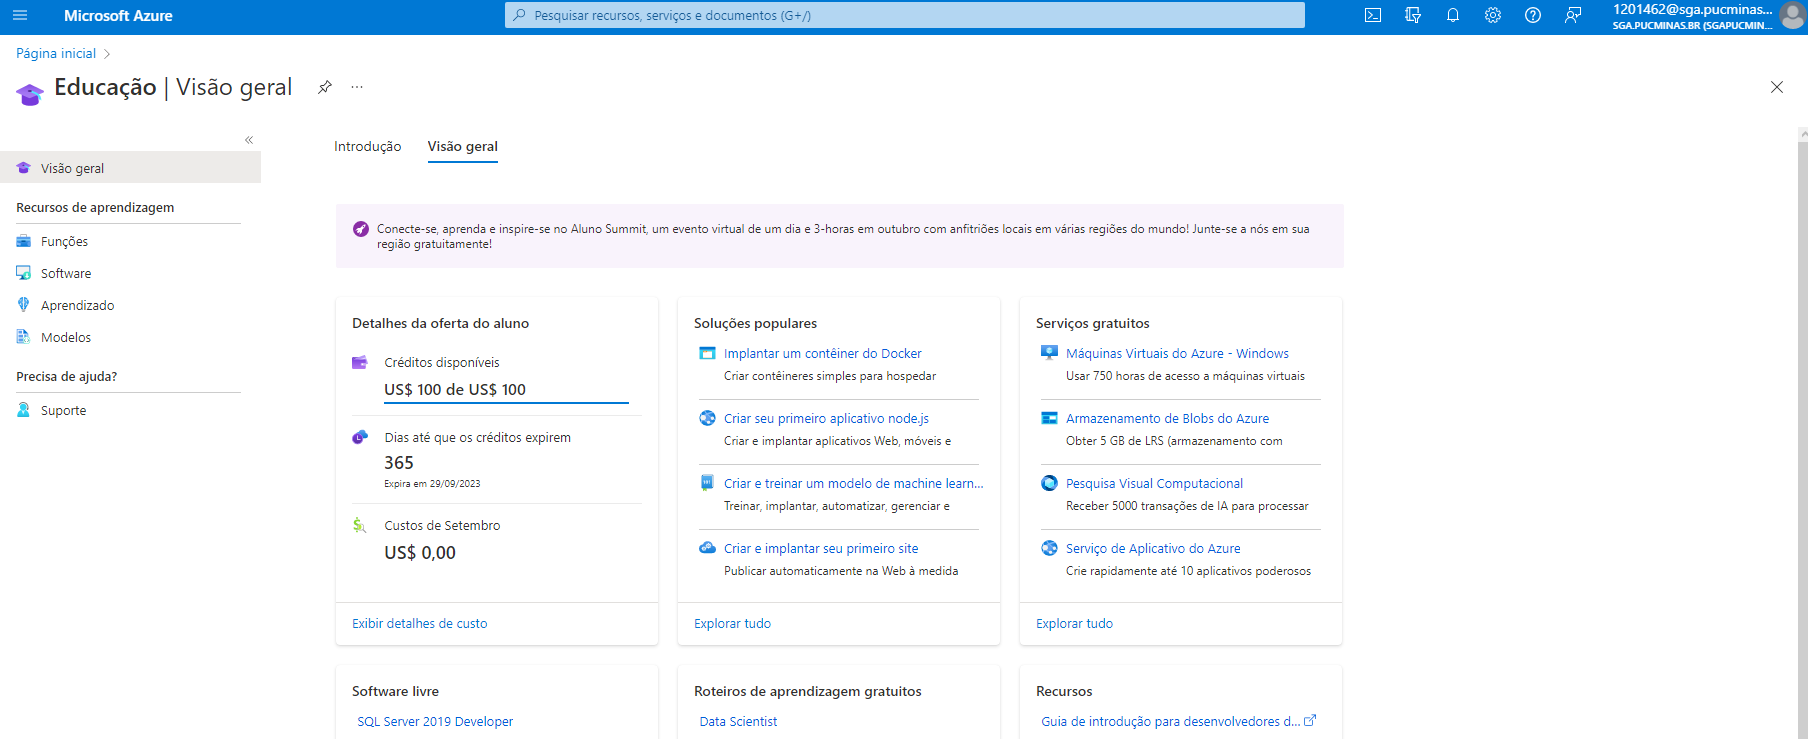 Microsoft Azure
Pesquisar recursos, serviços e documentos (G+/)
1201462@sga.pucminas...
SGA.PUCMINAS.BR (SGAPUCMIN...
Página inicial
Educação | Visão geral
Visão geral
Recursos de aprendizagem
Funções
Software
Aprendizado
Modelos
Precisa de ajuda?
Suporte
Introdução
Visão geral
Conecte-se, aprenda e inspire-se no Aluno Summit, um evento virtual de um dia e 3-horas em outubro com anfitriões locais em várias regiões do mundo! Junte-se a nós em sua
região gratuitamente!
Detalhes da oferta do aluno
Créditos disponíveis
US$ 100 de US$ 100
Dias até que os créditos expirem
365
Expira em 29/09/2023
Custos de Setembro
US$ 0,00
Exibir detalhes de custo
Soluções populares
Implantar um contêiner do Docker
Criar contêineres simples para hospedar
Criar seu primeiro aplicativo node.js
Criar e implantar aplicativos Web, móveis e
Criar e treinar um modelo de machine learn...
Treinar, implantar, automatizar, gerenciar e
Criar e implantar seu primeiro site
Publicar automaticamente na Web à medida
Explorar tudo
Serviços gratuitos
Máquinas Virtuais do Azure - Windows
Usar 750 horas de acesso a máquinas virtuais
Armazenamento de Blobs do Azure
Obter 5 GB de LRS (armazenamento com
Pesquisa Visual Computacional
Receber 5000 transações de IA para processar
Serviço de Aplicativo do Azure
Crie rapidamente até 10 aplicativos poderosos
Explorar tudo
Software livre
SQL Server 2019 Developer
Roteiros de aprendizagem gratuitos
Data Scientist
Recursos
Guia de introdução para desenvolvedores d...